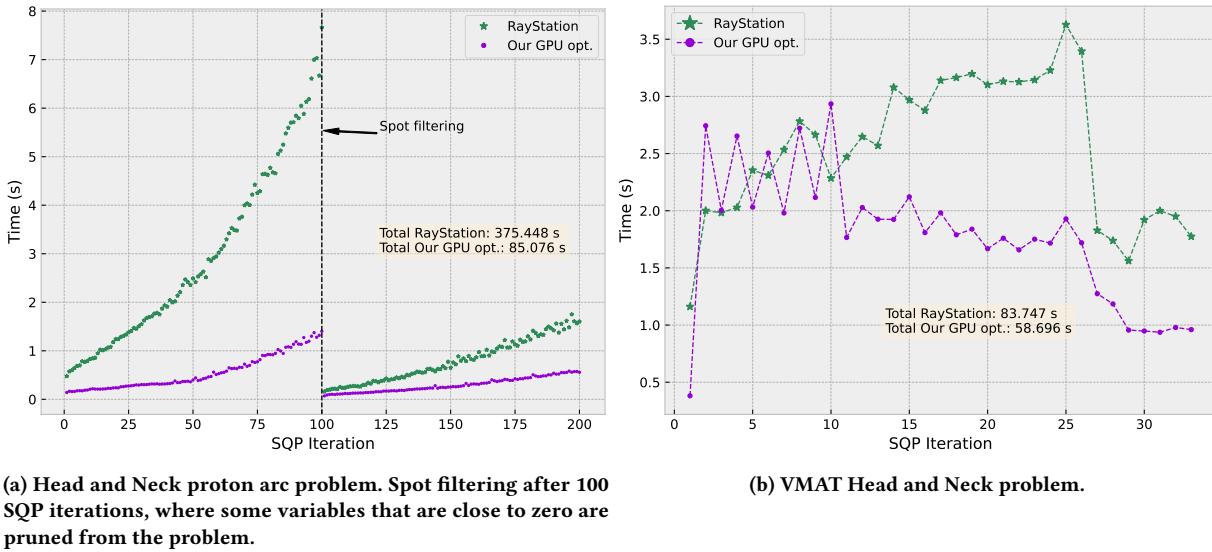 8
7
6
5
4
3
2
1
0
Time (s)
RayStation
Our GPU opt.
Spot filtering
Total RayStation: 375.448 s
Total Our GPU opt.: 85.076 s
0 25 50 75 100 125 150 175 200
SQP Iteration
(a) Head and Neck proton arc problem. Spot filtering after 100
SQP iterations, where some variables that are close to zero are
pruned from the problem.
3.5
3.0
2.5
2.0
1.5
1.0
0.5
Time (s)
RayStation
Our GPU opt.
Total RayStation: 83.747 s
Total Our GPU opt.: 58.696 s
0 5 10 15 20 25 30
SQP Iteration
(b) VMAT Head and Neck problem.